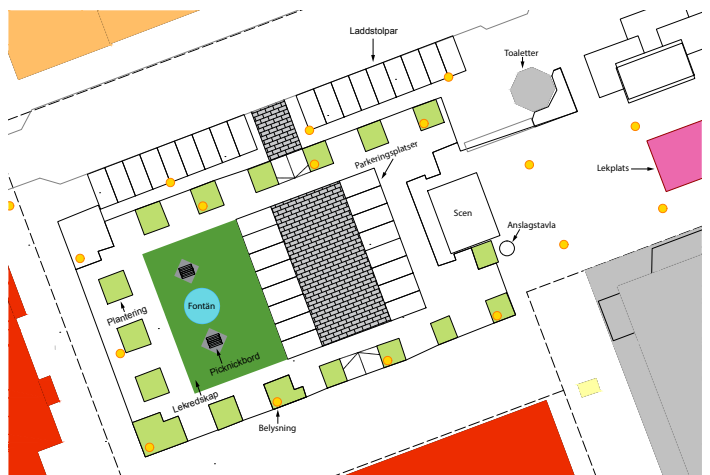 Laddstolpar
Toaletter
Parkeringsplatser
Lekplats
Scen
Anslagstavla
Fontän
Plantering
Picknickbord
Lekredskap
Belysning